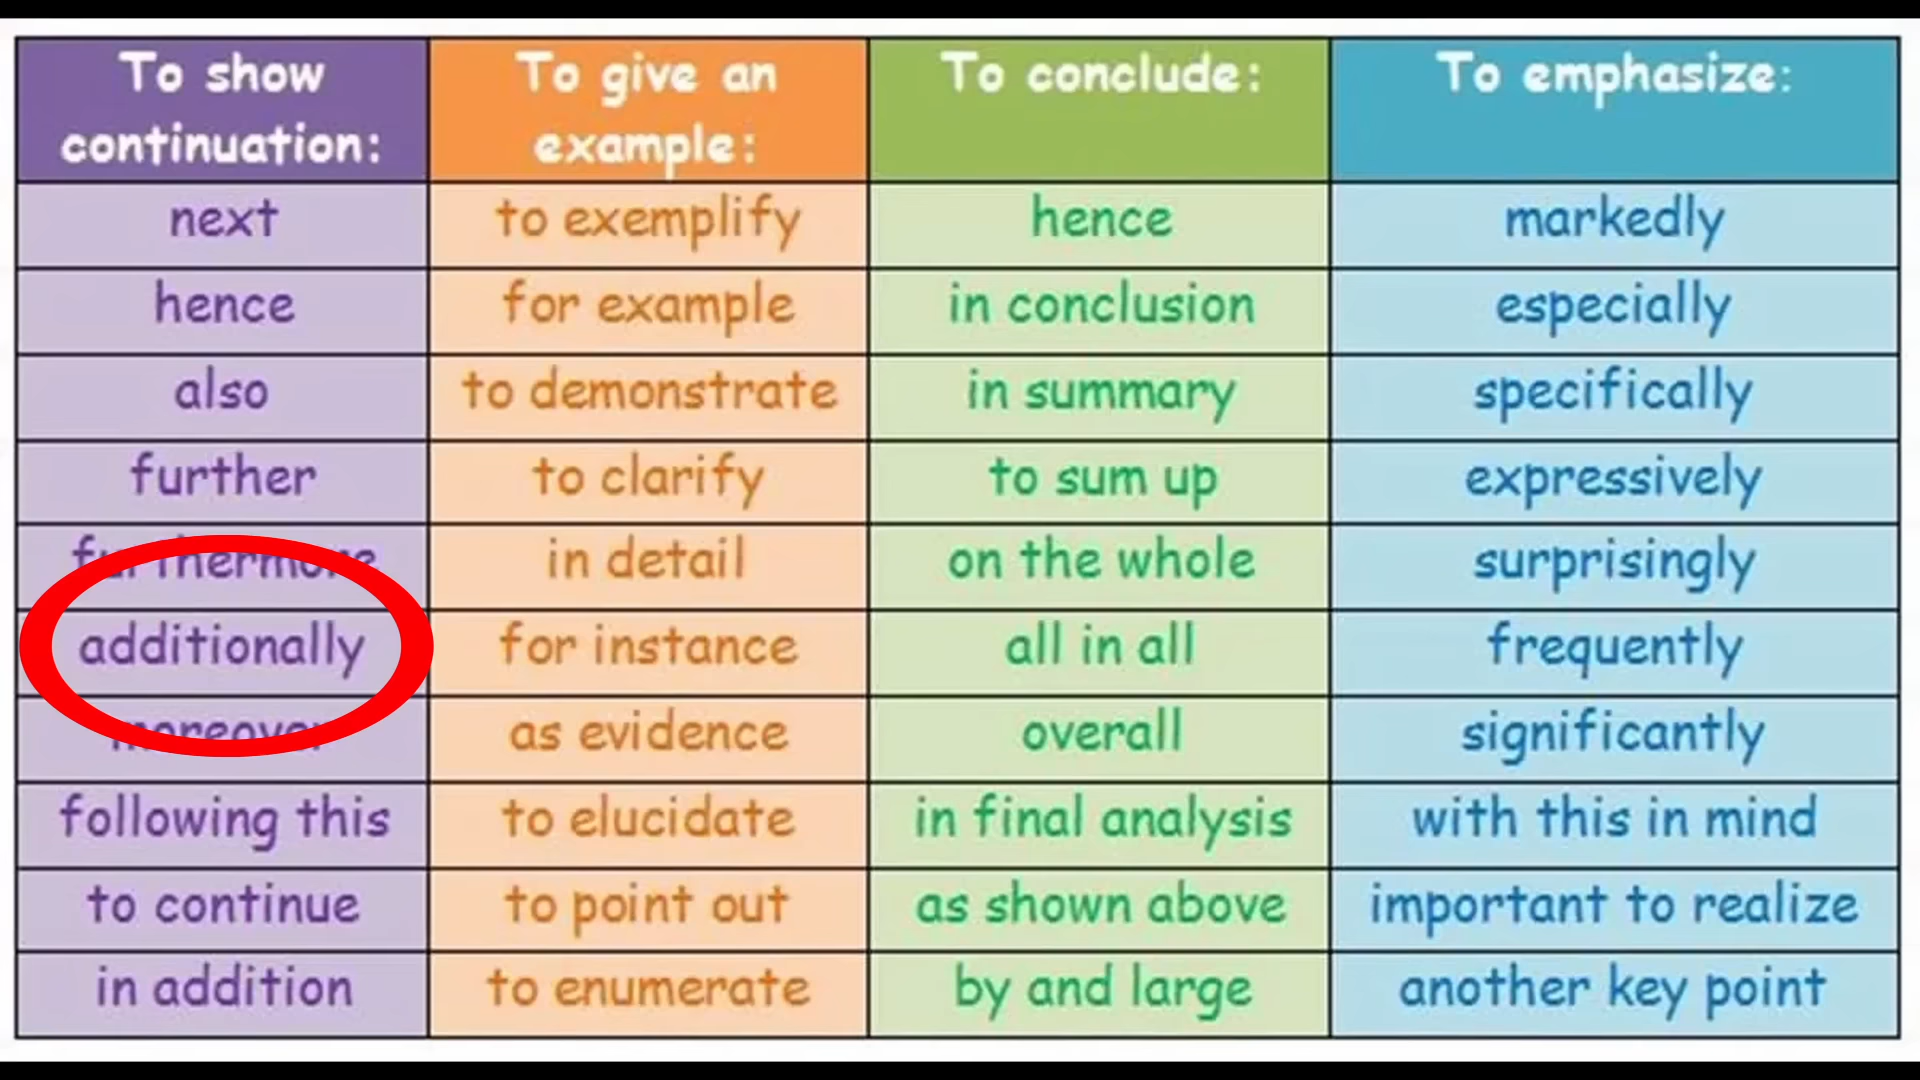 To show continuation: To give an example: To conclude: To emphasize:
next to exemplify hence markedly
hence for example in conclusion especially
also to demonstrate in summary specifically
further to clarify to sum up expressively
furthermore in detail on the whole surprisingly
additionally for instance all in all frequently
moreover as evidence overall significantly
following this to elucidate in final analysis with this in mind
to continue to point out as shown above important to realize
in addition to enumerate by and large another key point